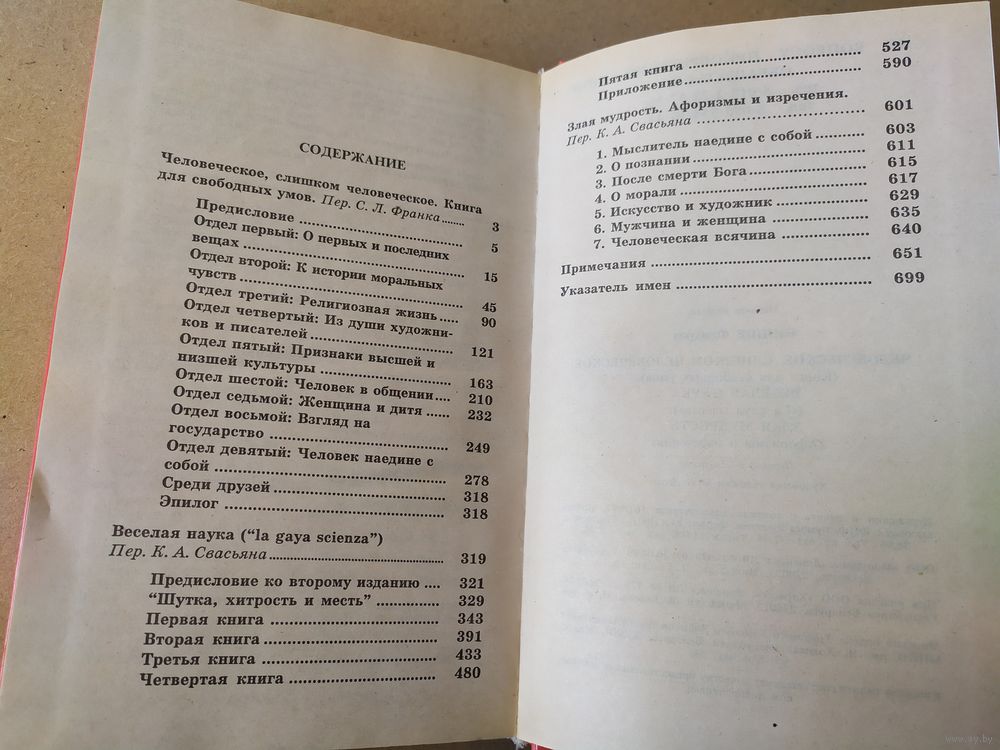 СОДЕРЖАНИЕ
Человеческое, слишком человеческое. Книга
для свободных умов. Пер. С. Л. Франка........ 3
Предисловие ........................................ 5
Отдел первый: О первых и последних
вещах ................................................ 15
Отдел второй: К истории моральных
чувств ................................................ 45
Отдел третий: Религиозная жизнь ..... 90
Отдел четвертый: Из души художни-
ков и писателей ................................ 121
Отдел пятый: Признаки высшей и
низшей культуры ............................ 163
Отдел шестой: Человек в общении.... 210
Отдел седьмой: Женщина и дитя ...... 232
Отдел восьмой: Взгляд на
государство ........................................ 249
Отдел девятый: Человек наедине с
собой ................................................ 278
Среди друзей ........................................ 318
Эпилог ................................................ 318
Веселая наука (“la gaya scienza”)
Пер. К. А. Свасьяна................................ 319
Предисловие ко второму изданию .... 321
“Шутка, хитрость и месть” ................ 329
Первая книга ........................................ 343
Вторая книга ........................................ 391
Третья книга ........................................ 433
Четвертая книга ................................ 480
Пятая книга ........................................ 527
Приложение........................................ 590
Злая мудрость. Афоризмы и изречения.
Пер. К. А. Свасьяна ................................ 601
1. Мыслитель наедине с собой ............ 603
2. О познании ........................................ 611
3. После смерти Бога............................ 615
4. О морали ........................................ 617
5. Искусство и художник .................... 629
6. Мужчина и женщина .................... 635
7. Человеческая всячина .................... 640
Примечания ........................................ 651
Указатель имен .................................... 699
www.ay.by